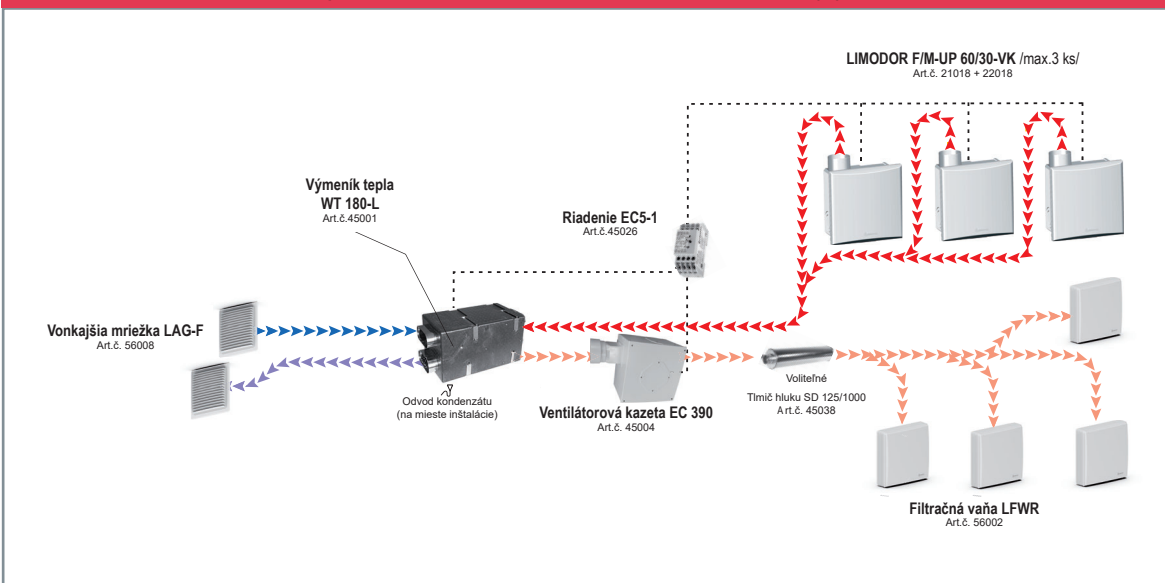 LIMODOR F/M-UP 60/30-VK /max.3 ks/
Art.č. 21018 + 22018
Výmeník tepla
WT 180-L
Art.č.45001
Riadenie EC5-1
Art.č.45026
Vonkajšia mriežka LAG-F
Art.č. 56008
Odvod kondenzátu
(na mieste inštalácie)
Ventilátorová kazeta EC 390
Art.č. 45004
Voliteľné
Tlmič hluku SD 125/1000
Art.č. 45038
Filtračná vaňa LFWR
Art.č. 56002